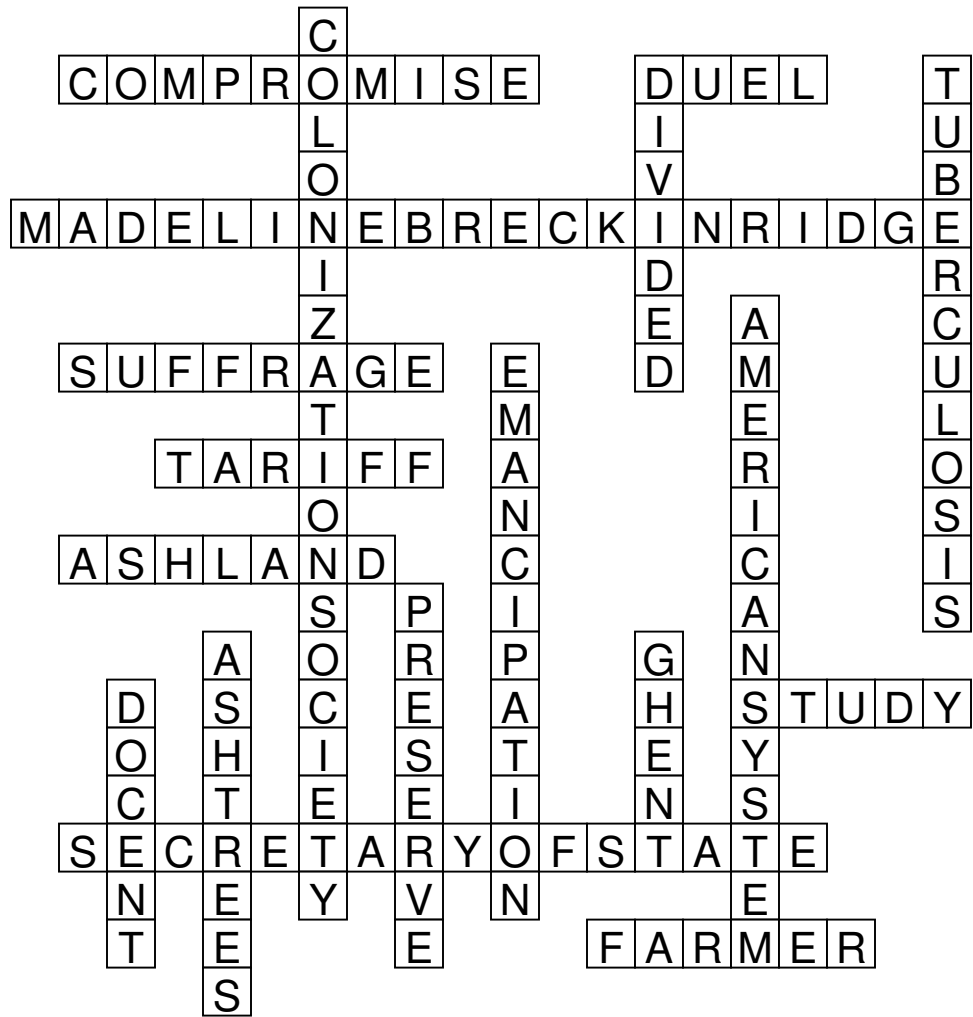 COLONIZATIONSOCIETY
COMPROMISE
DUEL
DIVIDED
TUBERCULOSIS
MADELINEBRECKINRIDGE
AMERICANSYSTEM
SUFFRAGE
EMANCIPATION
TARIFF
ASHLAND
PRESERVE
ASHTREES
GHENT
DOCENT
STUDY
SECRETARYOFSTATE
FARMER